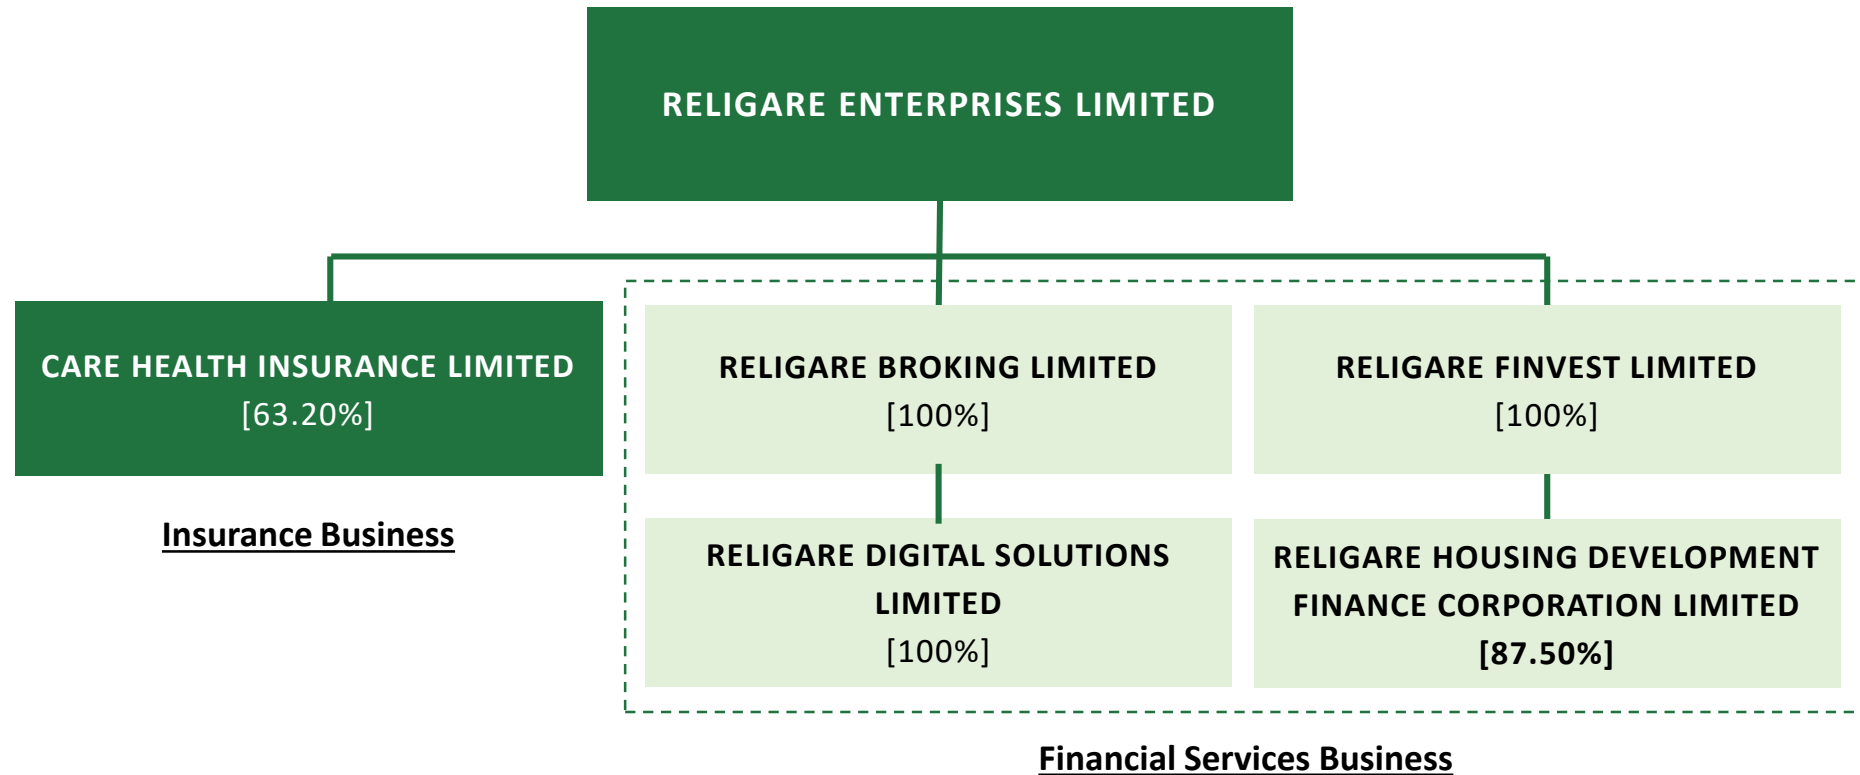 RELIGARE ENTERPRISES LIMITED
CARE HEALTH INSURANCE LIMITED
[63.20%]
Insurance Business
RELIGARE BROKING LIMITED
[100%]
RELIGARE FINVEST LIMITED
[100%]
RELIGARE DIGITAL SOLUTIONS
LIMITED
[100%]
RELIGARE HOUSING DEVELOPMENT
FINANCE CORPORATION LIMITED
[87.50%]
Financial Services Business